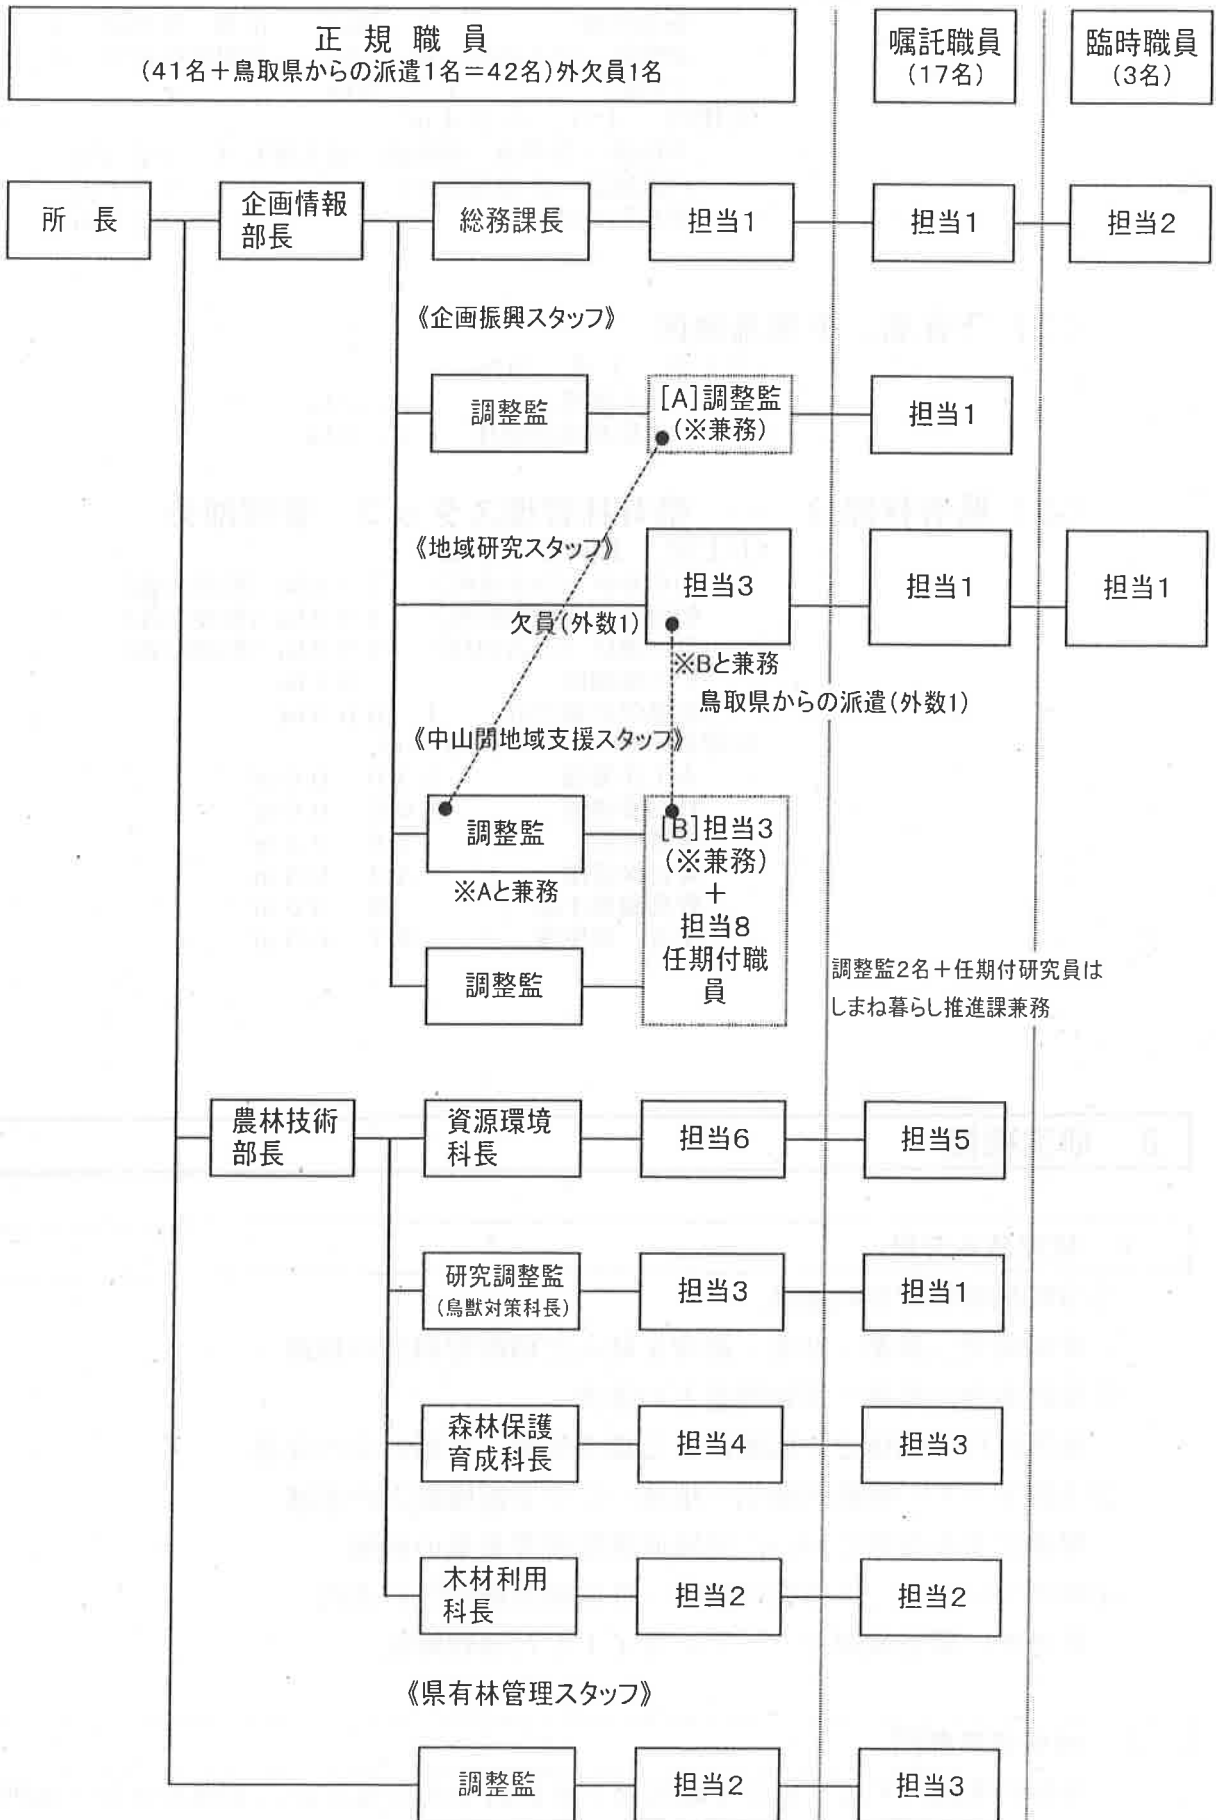 正規職員
(41名＋鳥取県からの派遣1名＝42名)外欠員1名
嘱託職員
(17名)
臨時職員
(3名)
所長
企画情報
部長
総務課長
担当1
担当1
担当2
《企画振興スタッフ》
調整監
[A]調整監
(※兼務)
担当1
《地域研究スタッフ》
担当3
担当1
担当1
欠員(外数1)
※Bと兼務
鳥取県からの派遣(外数1)
《中山間地域支援スタッフ》
調整監
※Aと兼務
[B]担当3
(※兼務)
＋
担当8
任期付職
員
調整監
調整監2名＋任期付研究員は
しまね暮らし推進課兼務
農林技術
部長
資源環境
科長
担当6
担当5
研究調整監
(鳥獣対策科長)
担当3
担当1
森林保護
育成科長
担当4
担当3
木材利用
科長
担当2
担当2
《県有林管理スタッフ》
調整監
担当2
担当3